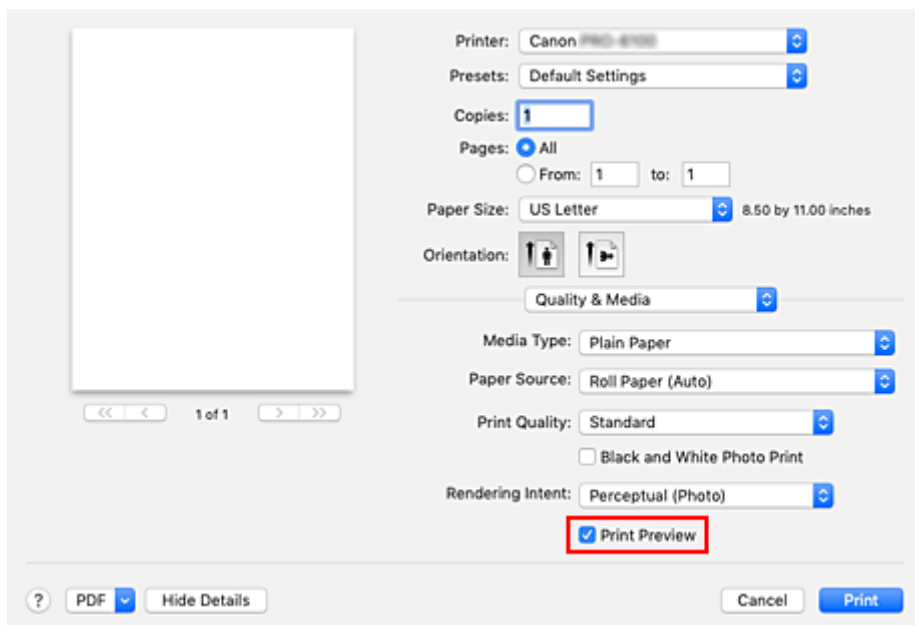 Printer: Canon
Presets: Default Settings
Copies: 1
Pages: All
From: 1 to: 1
Paper Size: US Letter 8.50 by 11.00 inches
Orientation:
Quality & Media
Media Type: Plain Paper
Paper Source: Roll Paper (Auto)
1 of 1
Print Quality: Standard
Black and White Photo Print
Rendering Intent: Perceptual (Photo)
Print Preview
? PDF Hide Details Cancel Print